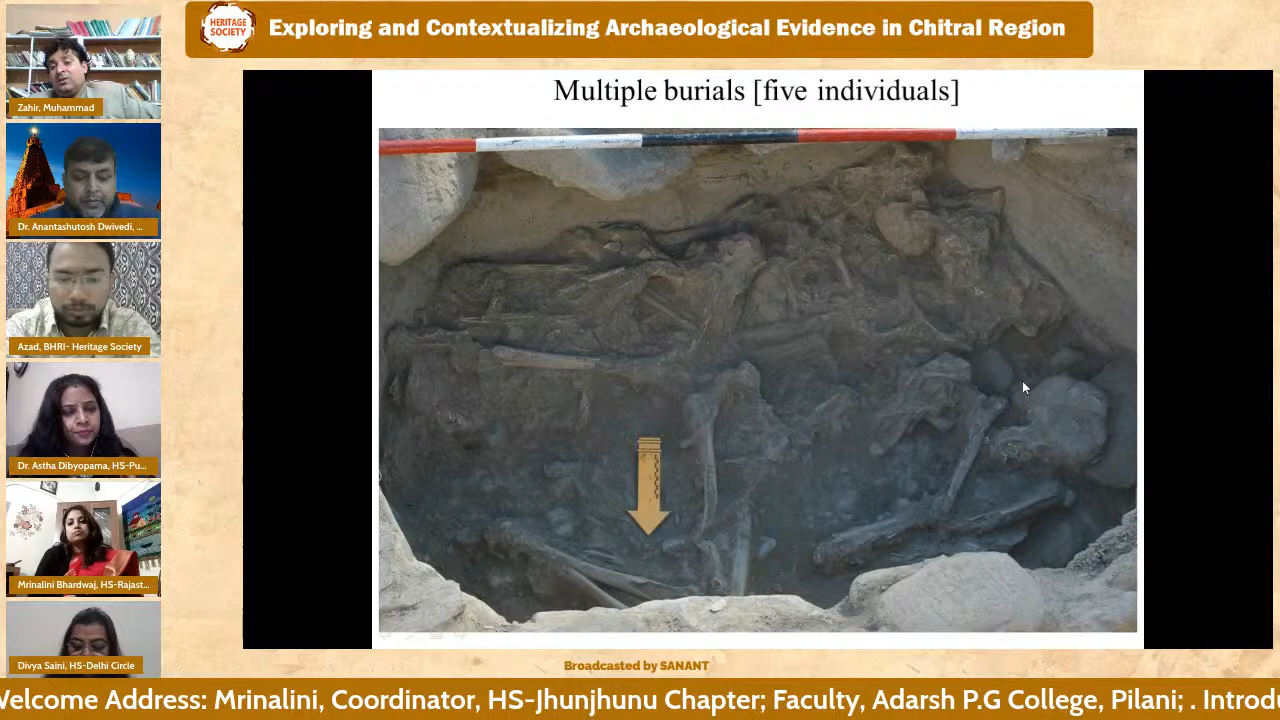 HERITAGE
SOCIETY
Exploring and Contextualizing Archaeological Evidence in Chitral Region
Multiple burials [five individuals]
Zahir, Muhammad
Dr. Anantashutosh Dwivedi, ...
Azad, BHRI- Heritage Society
Dr. Astha Dibyopama, HS-Pu...
Mrinalini Bhardwaj, HS-Rajast...
Divya Saini, HS-Delhi Circle
Broadcasted by SANANT
Welcome Address: Mrinalini, Coordinator, HS-Jhunjhunu Chapter; Faculty, Adarsh P.G College, Pilani; . Introdu